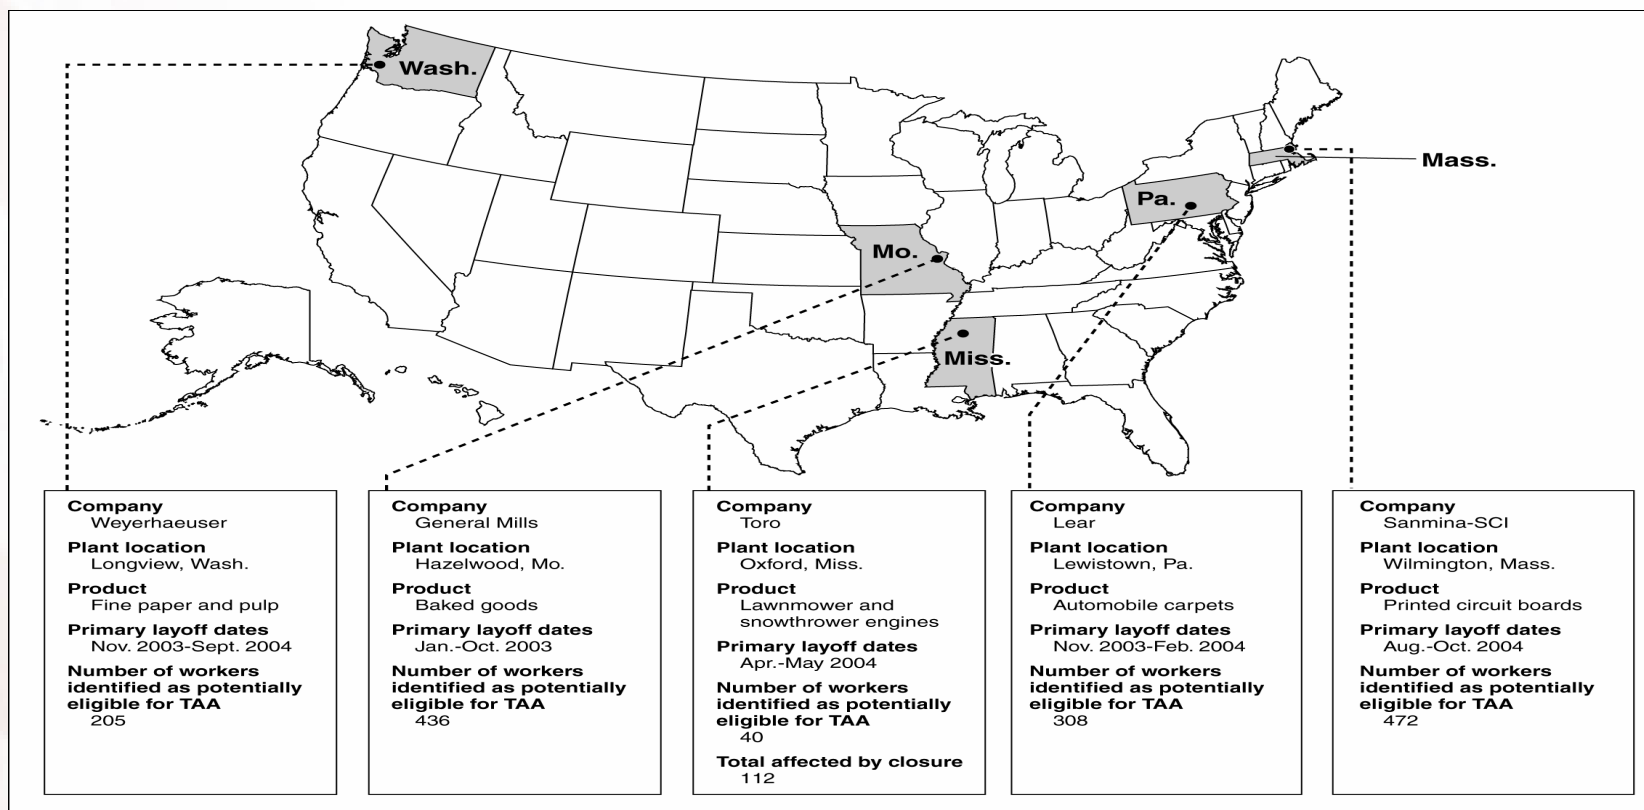 Wash.
Mass.
Pa.
Mo.
Miss.
Company
Weyerhaeuser
Plant location
Longview, Wash.
Product
Fine paper and pulp
Primary layoff dates
Nov. 2003-Sept. 2004
Number of workers
identified as potentially
eligible for TAA
205
Company
General Mills
Plant location
Hazelwood, Mo.
Product
Baked goods
Primary layoff dates
Jan.-Oct. 2003
Number of workers
identified as potentially
eligible for TAA
436
Company
Toro
Plant location
Oxford, Miss.
Product
Lawnmower and
snowthrower engines
Primary layoff dates
Apr.-May 2004
Number of workers
identified as potentially
eligible for TAA
40
Total affected by closure
112
Company
Lear
Plant location
Lewistown, Pa.
Product
Automobile carpets
Primary layoff dates
Nov. 2003-Feb. 2004
Number of workers
identified as potentially
eligible for TAA
308
Company
Sanmina-SCI
Plant location
Wilmington, Mass.
Product
Printed circuit boards
Primary layoff dates
Aug.-Oct. 2004
Number of workers
identified as potentially
eligible for TAA
472